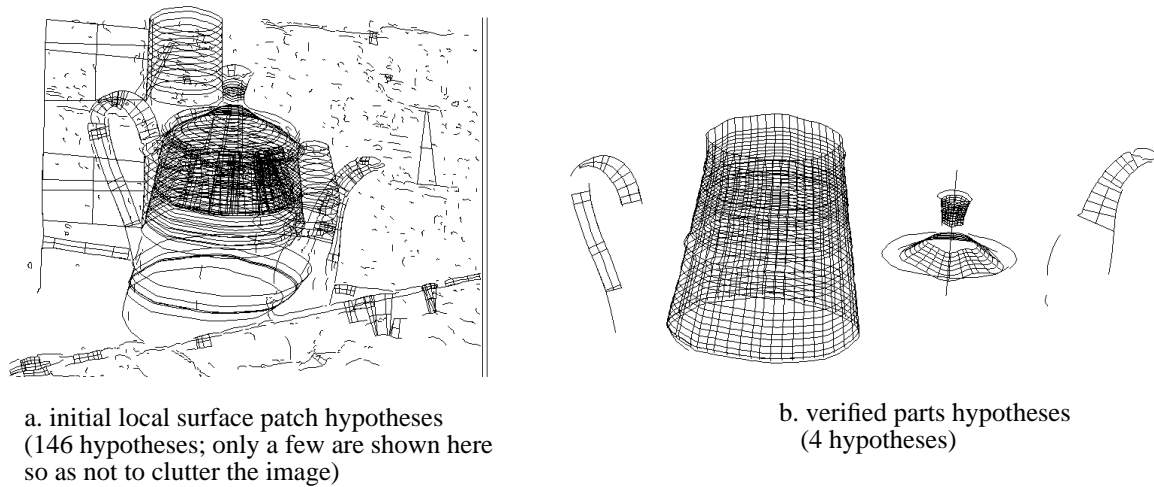 a. initial local surface patch hypotheses
(146 hypotheses; only a few are shown here
so as not to clutter the image)
b. verified parts hypotheses
(4 hypotheses)